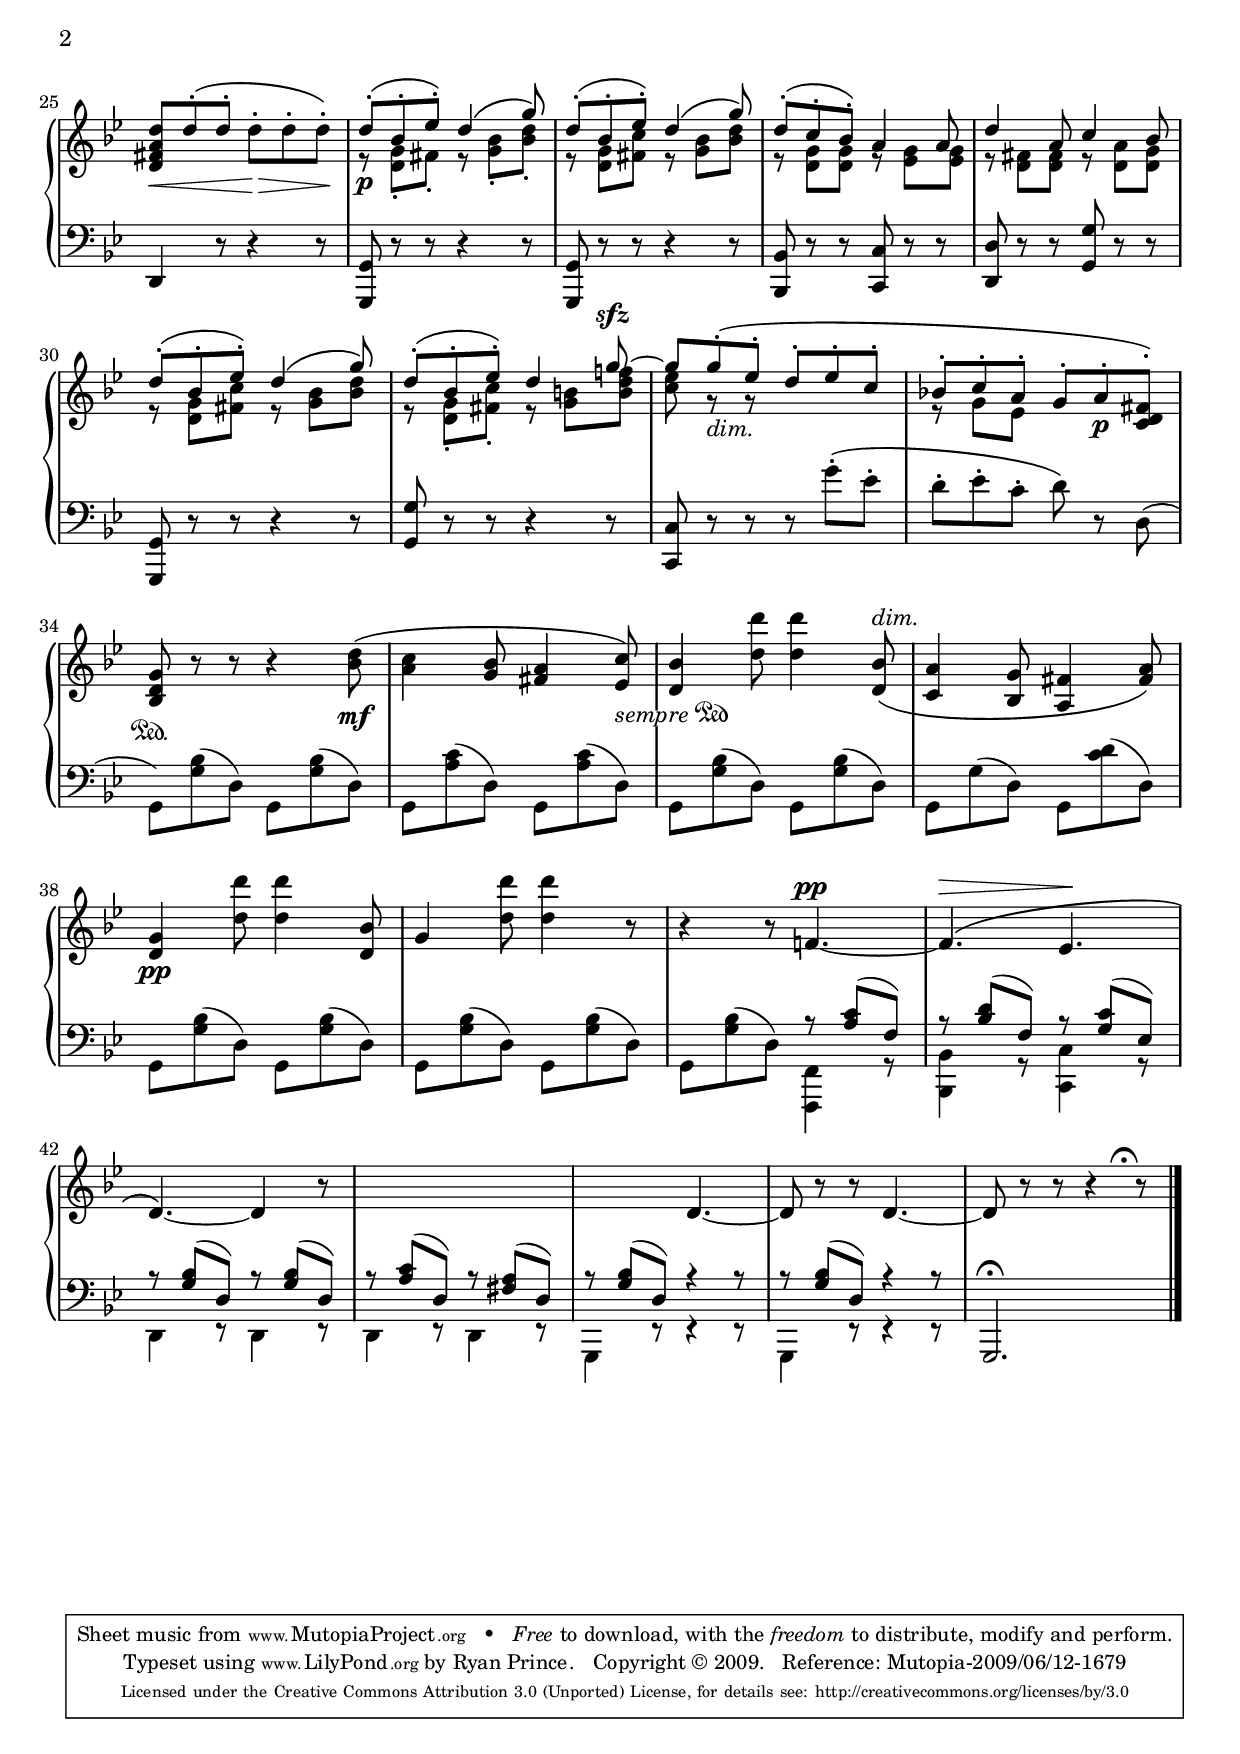 2
25
p
30
sfz
dim.
p
34
dim.
mf
Ped.
sempre Ped
38
pp
pp
42
Sheet music from www.MutopiaProject.org • Free to download, with the freedom to distribute, modify and perform.
Typeset using www.LilyPond.org by Ryan Prince. Copyright © 2009. Reference: Mutopia-2009/06/12-1679
Licensed under the Creative Commons Attribution 3.0 (Unported) License, for details see: http://creativecommons.org/licenses/by/3.0